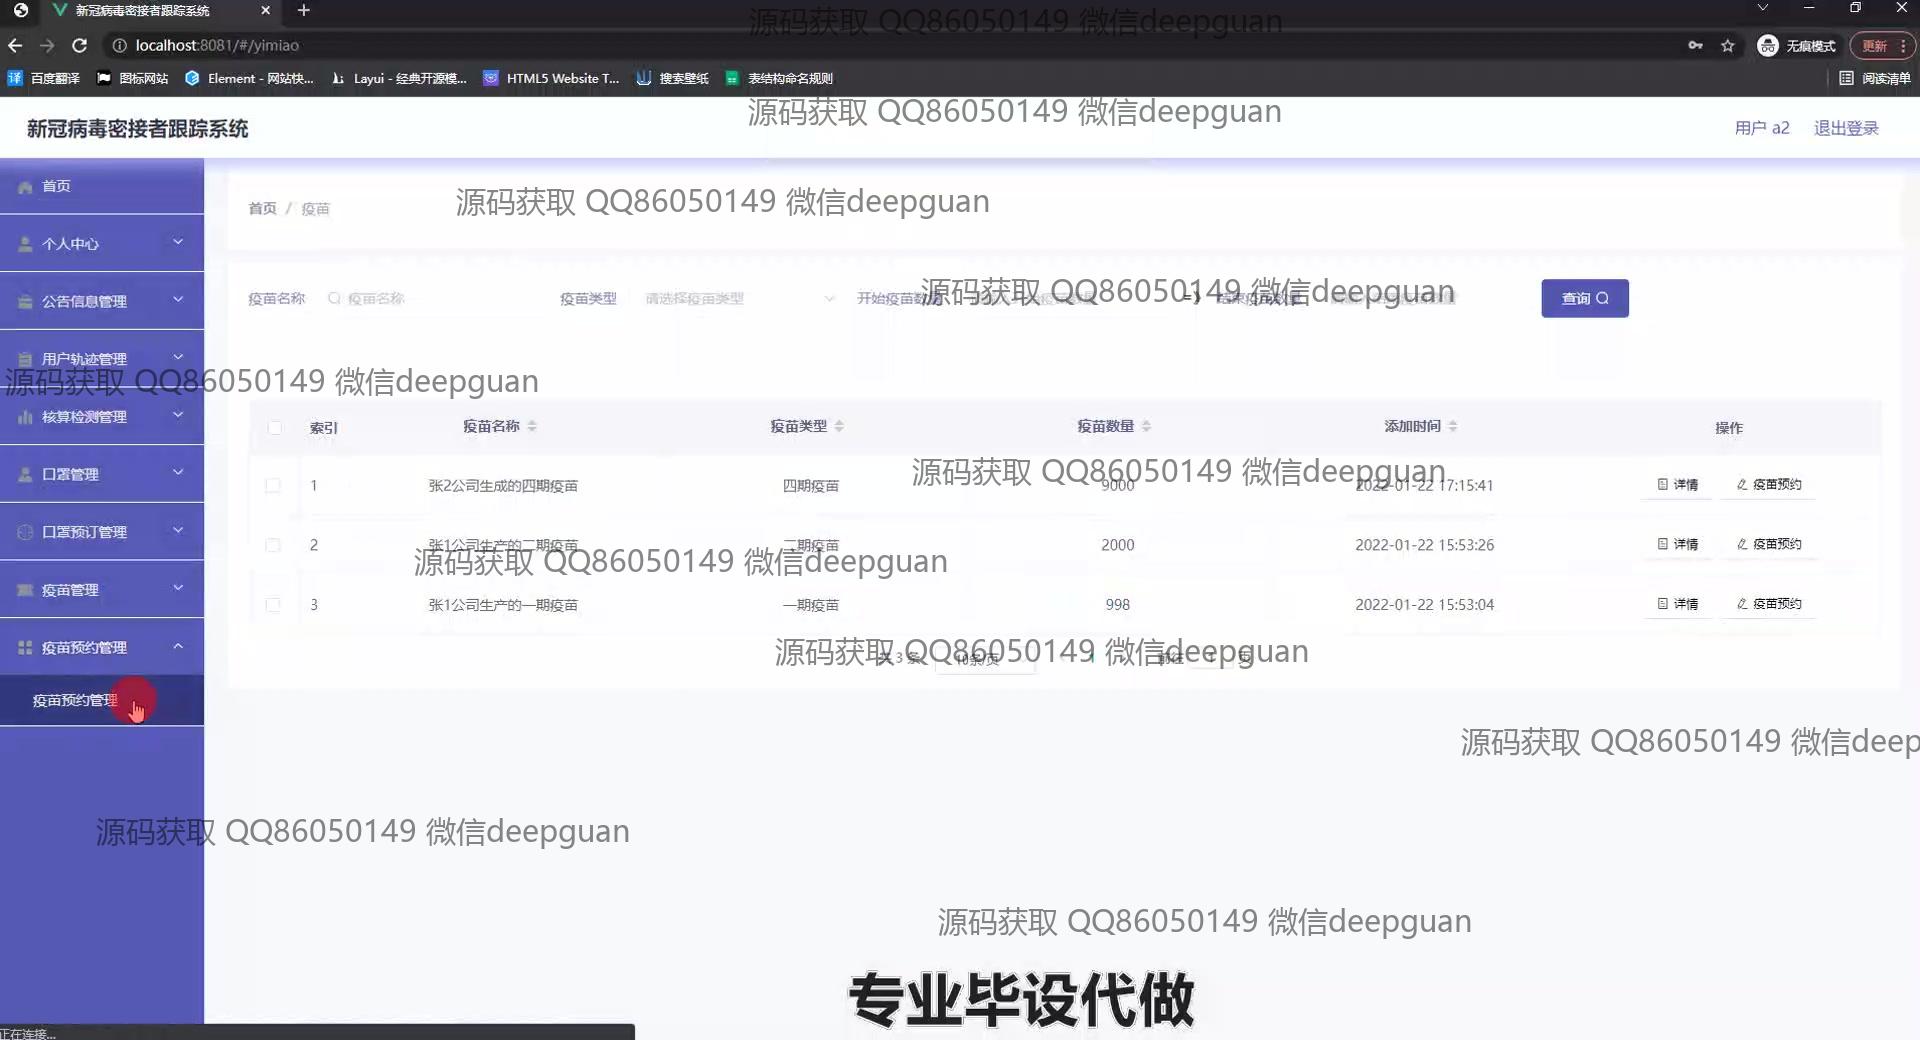 新冠病毒密接者跟踪系统
源码获取 QQ86050149 微信deepguan
localhost:8081/#/yimiao
无痕模式
更新
百度翻译 图标网站 Element - 网站快... Layui - 经典开源模... HTML5 Website T... 搜索壁纸 表结构命名规则 阅读清单
源码获取 QQ86050149 微信deepguan
新冠病毒密接者跟踪系统
用户 a2 退出登录
首页
源码获取 QQ86050149 微信deepguan
首页 / 疫苗
个人中心
源码获取 QQ86050149 微信deepguan
公告信息管理
疫苗名称 疫苗名称 疫苗类型 请选择疫苗类型 开始疫苗数量 结束疫苗数量 查询
用户轨迹管理
源码获取 QQ86050149 微信deepguan
核算检测管理
索引 疫苗名称 疫苗类型 疫苗数量 添加时间 操作
口罩管理
源码获取 QQ86050149 微信deepguan
1 张2公司生成的四期疫苗 四期疫苗 9000 2022-01-22 17:15:41 详情 疫苗预约
口罩预订管理
2 张1公司生产的二期疫苗 二期疫苗 2000 2022-01-22 15:53:26 详情 疫苗预约
源码获取 QQ86050149 微信deepguan
疫苗管理
3 张1公司生产的一期疫苗 一期疫苗 998 2022-01-22 15:53:04 详情 疫苗预约
疫苗预约管理
源码获取 QQ86050149 微信deepguan
共 3 条 10条/页 1 前往 1 页
疫苗预约管理
源码获取 QQ86050149 微信deep
源码获取 QQ86050149 微信deepguan
源码获取 QQ86050149 微信deepguan
专业毕设代做
正在连接...